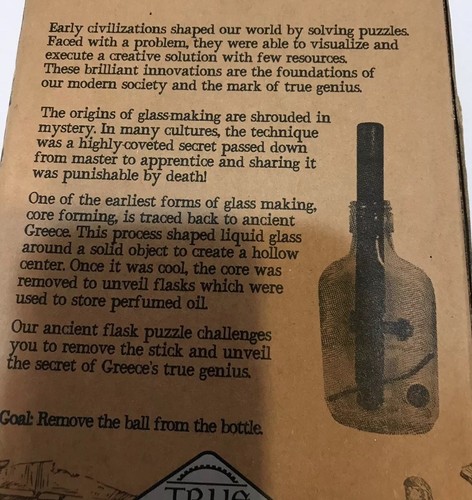 Early civilizations shaped our world by solving puzzles.
Faced with a problem, they were able to visualize and
execute a creative solution with few resources.
These brilliant innovations are the foundations of
our modern society and the mark of true genius.
The origins of glassmaking are shrouded in
mystery. In many cultures, the technique
was a highly-coveted secret passed down
from master to apprentice and sharing it
was punishable by death!
One of the earliest forms of glass making,
core forming, is traced back to ancient
Greece. This process shaped liquid glass
around a solid object to create a hollow
center. Once it was cool, the core was
removed to unveil flasks which were
used to store perfumed oil.
Our ancient flask puzzle challenges
you to remove the stick and unveil
the secret of Greece's true genius.
Goal: Remove the ball from the bottle.
TRUE